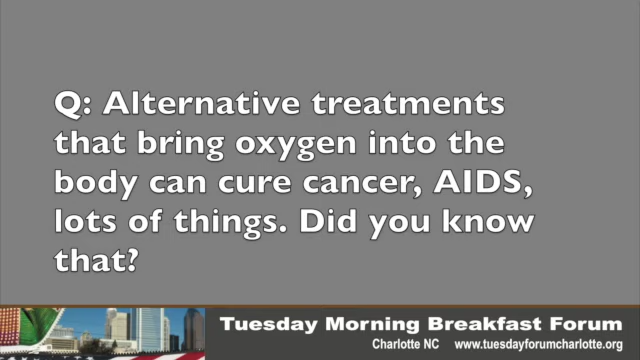 Q: Alternative treatments
that bring oxygen into the
body can cure cancer, AIDS,
lots of things. Did you know
that?
Tuesday Morning Breakfast Forum
Charlotte NC www.tuesdayforumcharlotte.org